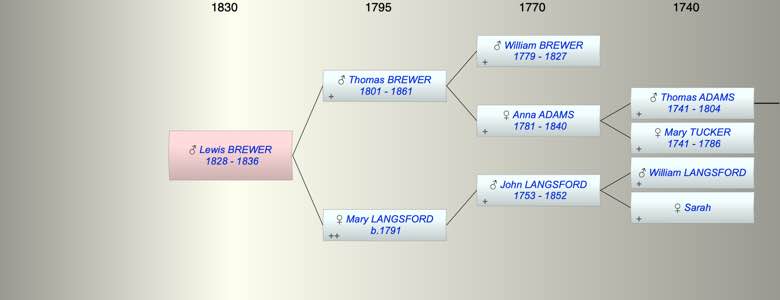 1830 1795 1770 1740
♂ William BREWER
1779 - 1827
+
♂ Thomas BREWER
1801 - 1861
+
♂ Thomas ADAMS
1741 - 1804
+
♀ Anna ADAMS
1781 - 1840
+
♀ Mary TUCKER
1741 - 1786
+
♂ Lewis BREWER
1828 - 1836
♂ William LANGSFORD
+
♂ John LANGSFORD
1753 - 1852
+
♀ Sarah
+
♀ Mary LANGSFORD
b.1791
++